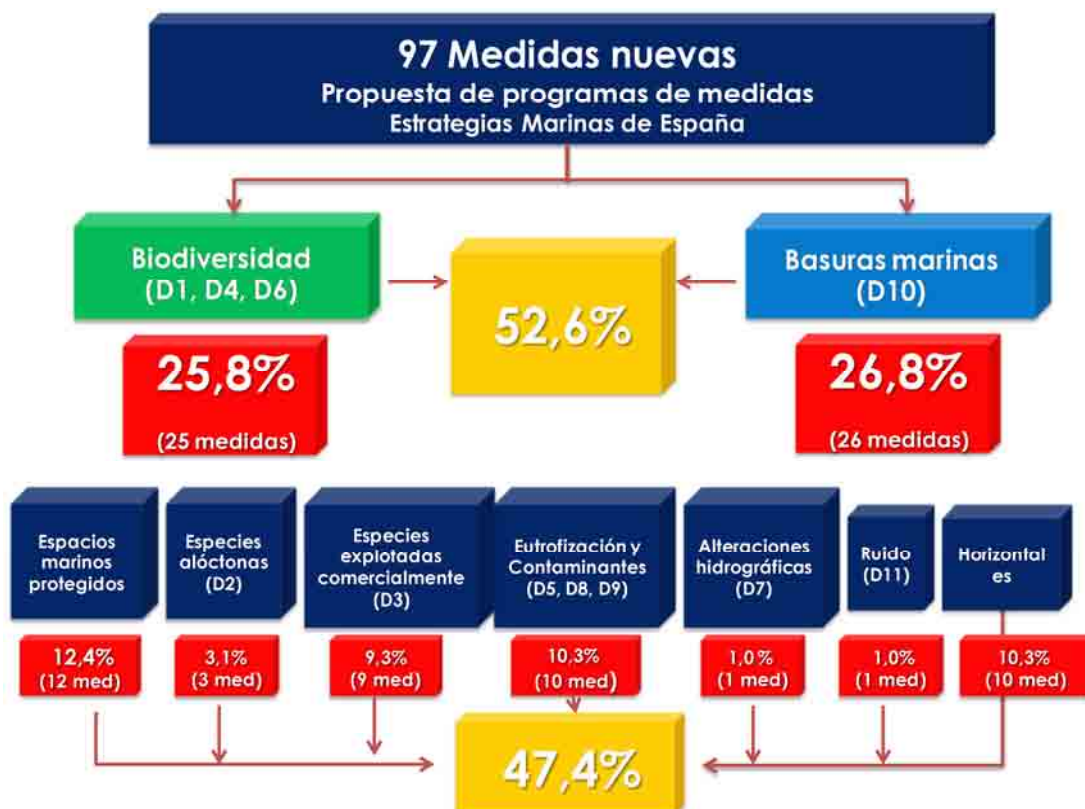 97 Medidas nuevas
Propuesta de programas de medidas
Estrategias Marinas de España
Biodiversidad
(D1, D4, D6)
52,6%
Basuras marinas
(D10)
25,8%
(25 medidas)
26,8%
(26 medidas)
Espacios
marinos
protegidos
Especies
alóctonas
(D2)
Especies
explotadas
comercialmente
(D3)
Eutrofización y
Contaminantes
(D5, D8, D9)
Alteraciones
hidrográficas
(D7)
Ruido
(D11)
Horizontal
es
12,4%
(12 med)
3,1%
(3 med)
9,3%
(9 med)
10,3%
(10 med)
1,0%
(1 med)
1,0%
(1 med)
10,3%
(10 med)
47,4%